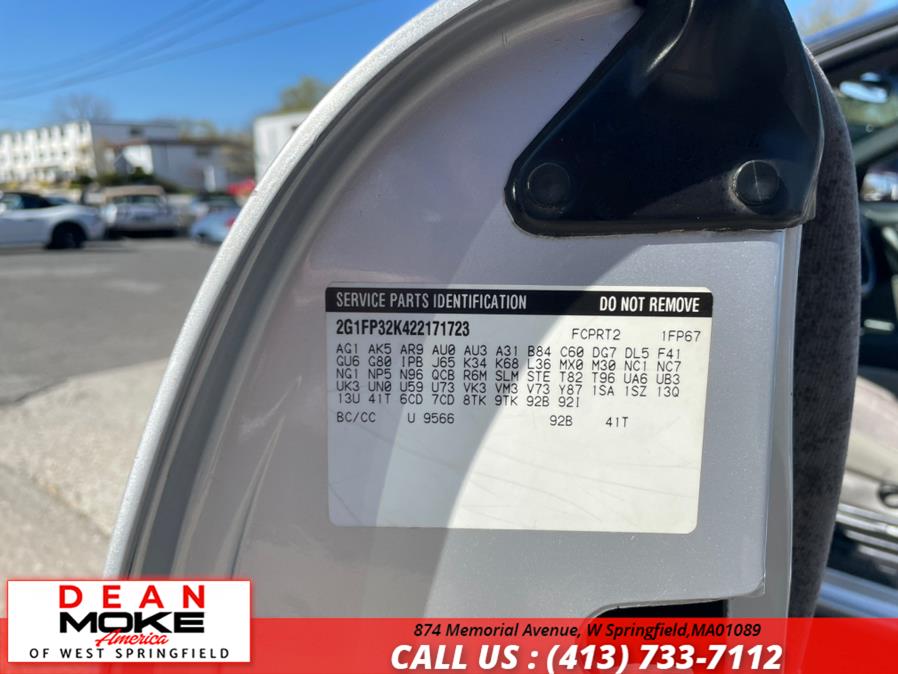 SERVICE PARTS IDENTIFICATION DO NOT REMOVE
2G1FP32K422171723 FCPRT2 1FP67
AG1 AK5 AR9 AU0 AU3 A31 B84 C60 DG7 DL5 F41
GU6 G80 IPB J65 K34 K68 L36 MX0 M30 NC1 NC7
NG1 NP5 N96 QCB R6M SLM STE T82 T96 UA6 UB3
UK3 UN0 U59 U73 VK3 VM3 V73 Y87 1SA 1SZ 13Q
13U 41T 6CD 7CD 8TK 9TK 92B 92I
BC/CC U 9566 92B 41T
DEAN
MOKE
America
OF WEST SPRINGFIELD
874 Memorial Avenue, W Springfield,MA01089
CALL US : (413) 733-7112